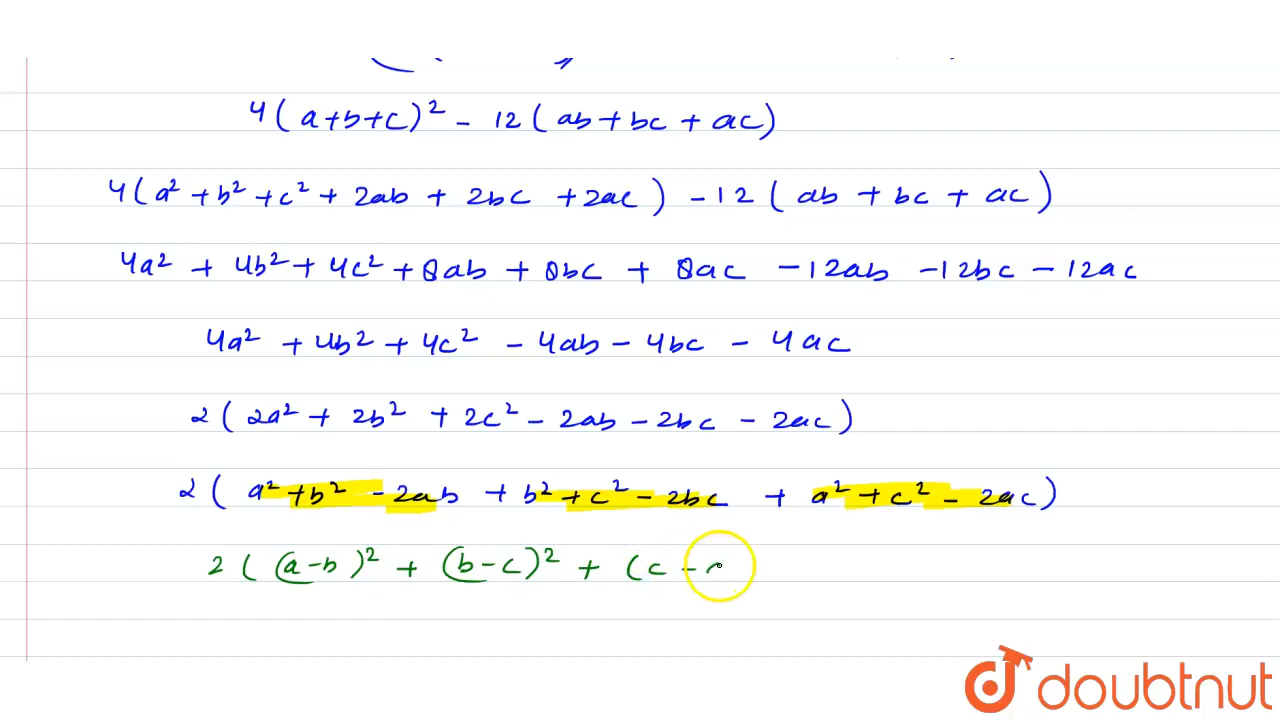 4(a+b+c)² - 12(ab+bc+ac)
4(a² + b² + c² + 2ab + 2bc + 2ac) - 12(ab + bc + ac)
4a² + 4b² + 4c² + 8ab + 8bc + 8ac - 12ab - 12bc - 12ac
4a² + 4b² + 4c² - 4ab - 4bc - 4ac
2(2a² + 2b² + 2c² - 2ab - 2bc - 2ac)
2(a² + b² - 2ab + b² + c² - 2bc + a² + c² - 2ac)
2((a-b)² + (b-c)² + (c -
doubtnut